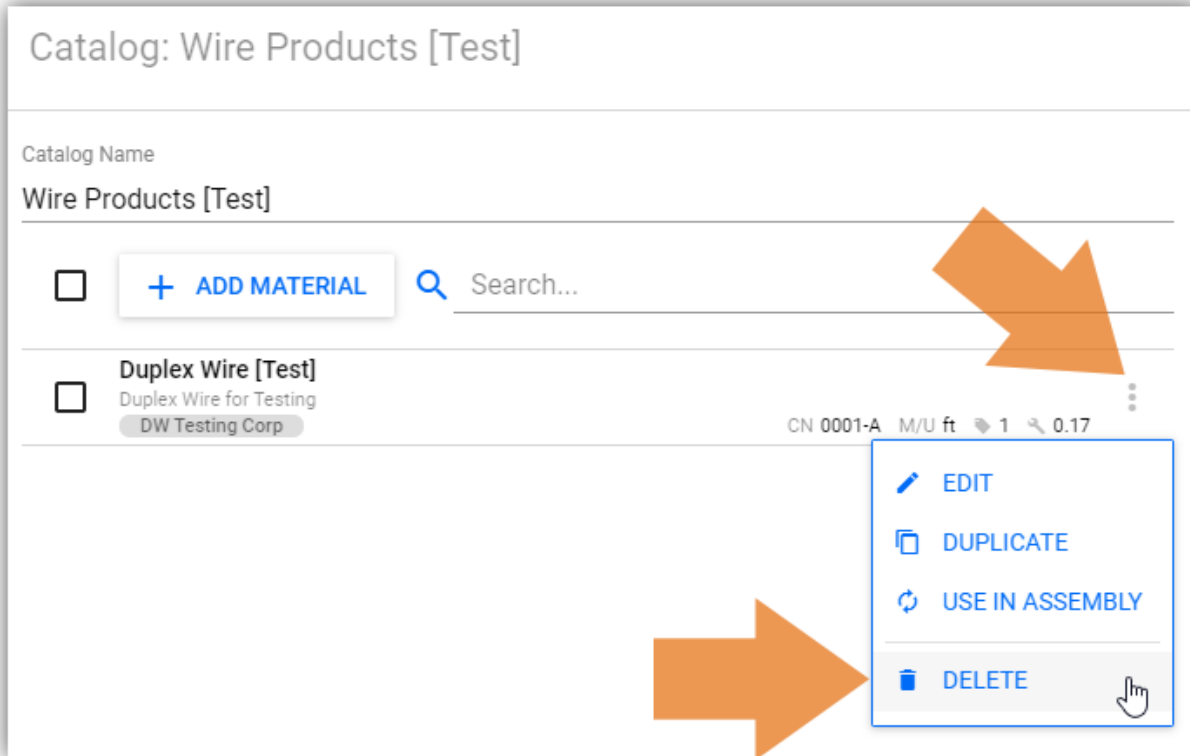 Catalog: Wire Products [Test]
Catalog Name
Wire Products [Test]
ADD MATERIAL
Search...
Duplex Wire [Test]
Duplex Wire for Testing
DW Testing Corp
CN 0001-A M/U ft 1 0.17
EDIT
DUPLICATE
USE IN ASSEMBLY
DELETE